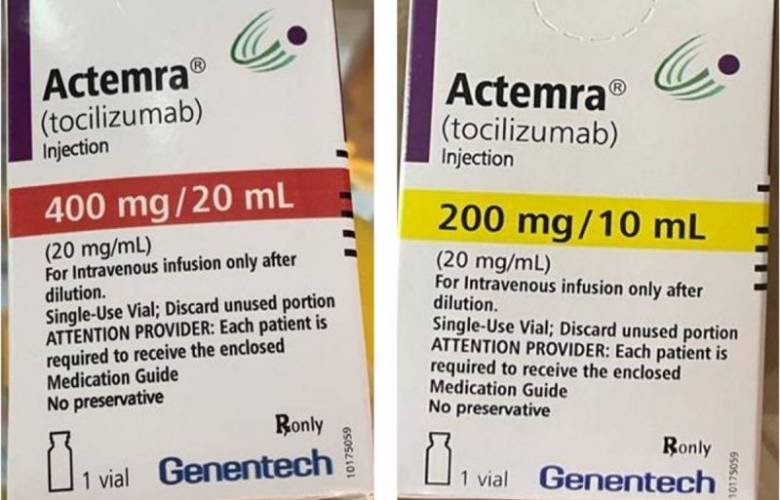 Actemra®
(tocilizumab)
Injection
400 mg/20 mL
(20 mg/mL)
For Intravenous infusion only after
dilution.
Single-Use Vial; Discard unused portion
ATTENTION PROVIDER: Each patient is
required to receive the enclosed
Medication Guide
No preservative
Rx only
1 vial
Genentech
10175059
Actemra®
(tocilizumab)
Injection
200 mg/10 mL
(20 mg/mL)
For Intravenous infusion only after
dilution.
Single-Use Vial; Discard unused portion
ATTENTION PROVIDER: Each patient is
required to receive the enclosed
Medication Guide
No preservative
Rx only
1 vial
Genentech
10175059